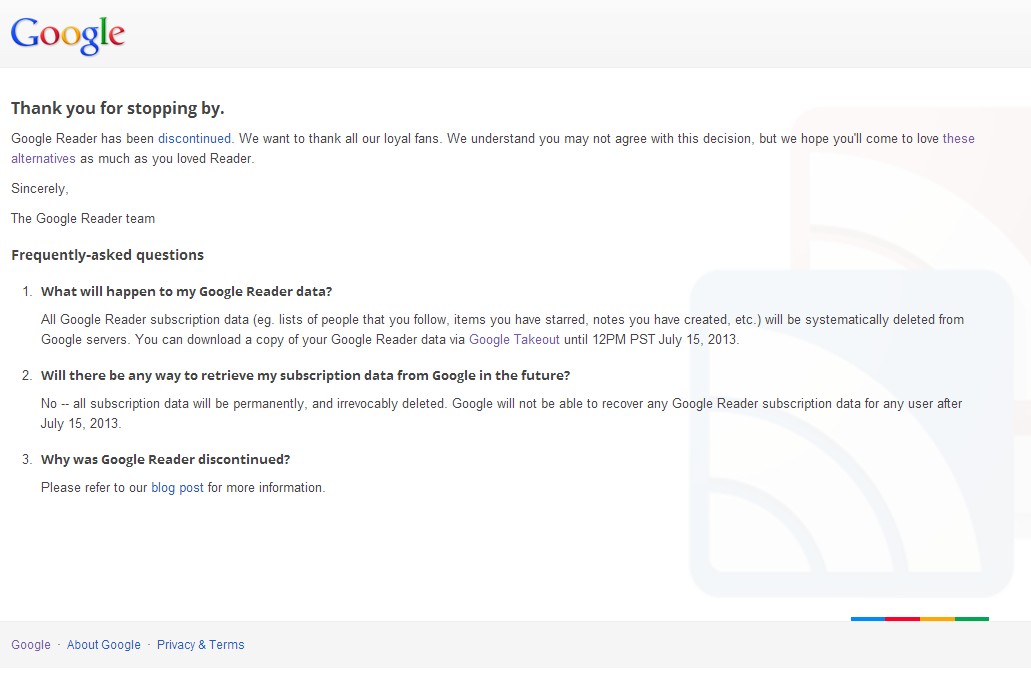 Google
Thank you for stopping by.
Google Reader has been discontinued. We want to thank all our loyal fans. We understand you may not agree with this decision, but we hope you'll come to love these
alternatives as much as you loved Reader.
Sincerely,
The Google Reader team
Frequently-asked questions
1. What will happen to my Google Reader data?
All Google Reader subscription data (eg. lists of people that you follow, items you have starred, notes you have created, etc.) will be systematically deleted from
Google servers. You can download a copy of your Google Reader data via Google Takeout until 12PM PST July 15, 2013.
2. Will there be any way to retrieve my subscription data from Google in the future?
No -- all subscription data will be permanently, and irrevocably deleted. Google will not be able to recover any Google Reader subscription data for any user after
July 15, 2013.
3. Why was Google Reader discontinued?
Please refer to our blog post for more information.
Google · About Google · Privacy & Terms